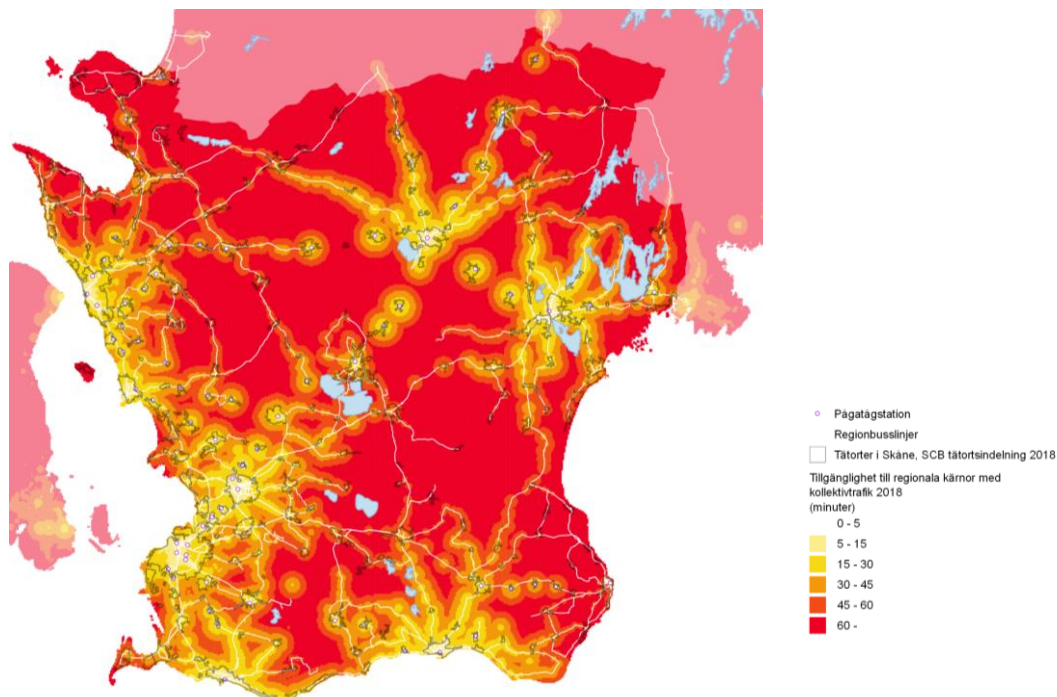 Pågatågstation
Regionbusslinjer
Tätorter i Skåne, SCB tätortsindelning 2018
Tillgänglighet till regionala kärnor med
kollektivtrafik 2018
(minuter)
0 - 5
5 - 15
15 - 30
30 - 45
45 - 60
60 -